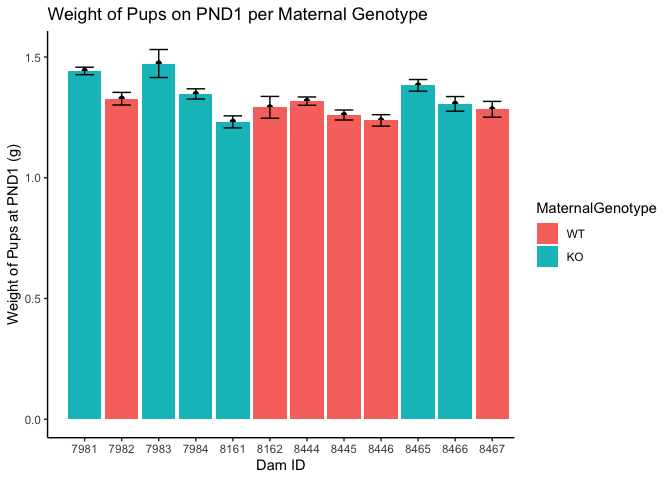 Weight of Pups on PND1 per Maternal Genotype
Weight of Pups at PND1 (g)
1.5
1.0
0.5
0.0
7981 7982 7983 7984 8161 8162 8444 8445 8446 8465 8466 8467
Dam ID
MaternalGenotype
WT
KO